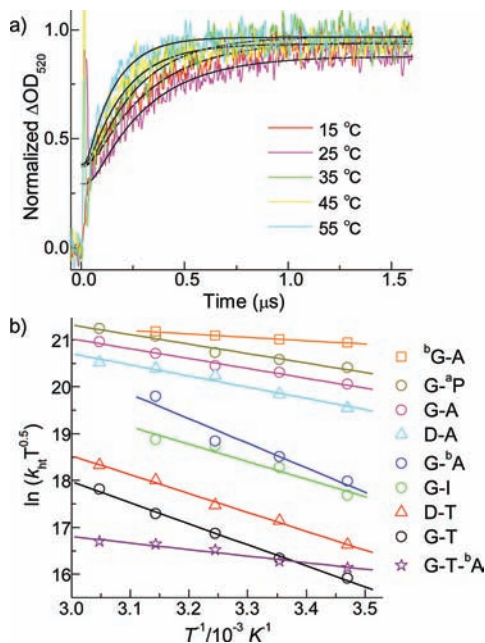 a)
1.0
0.5
0.0
Normalized ΔOD₅₂₀
15 °C
25 °C
35 °C
45 °C
55 °C
0.0 0.5 1.0 1.5
Time (μs)
b)
21
20
19
18
17
16
ln (k_ht T^0.5)
ᵇG-A
G-ᵃP
G-A
D-A
G-ᵇA
G-I
D-T
G-T
G-T-ᵇA
3.0 3.1 3.2 3.3 3.4 3.5
T⁻¹/10⁻³ K⁻¹